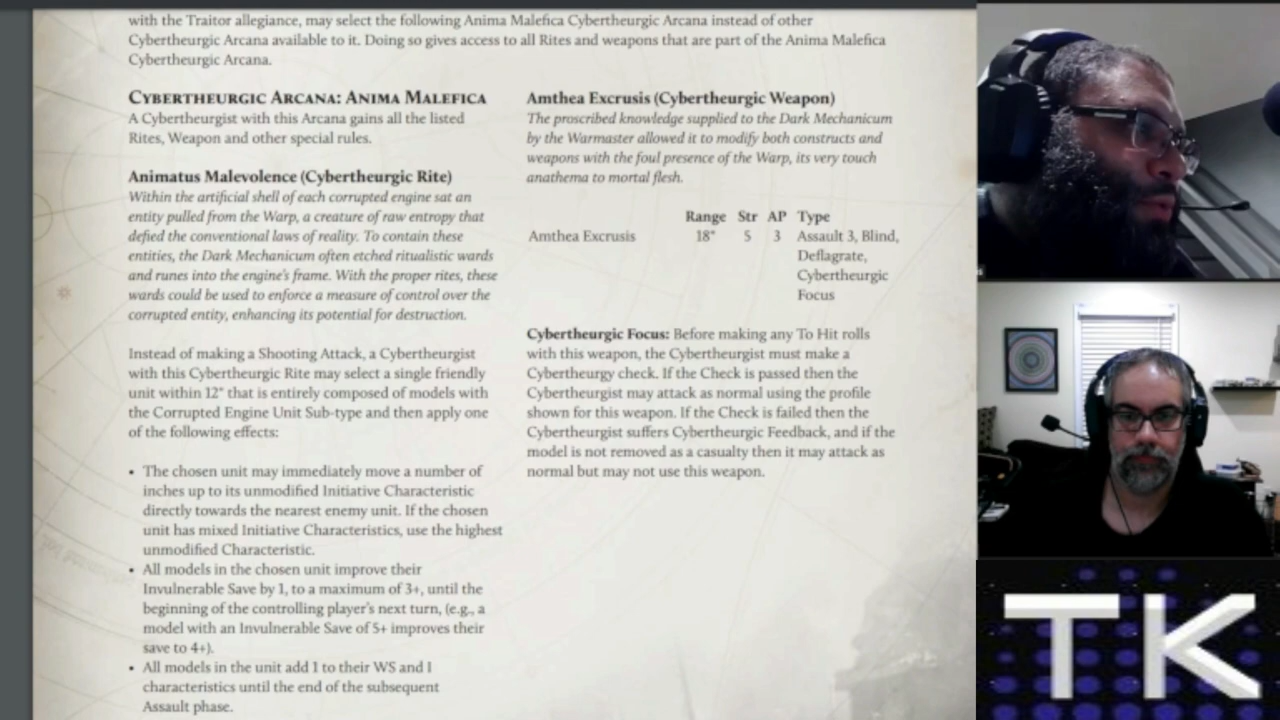 with the Traitor allegiance, may select the following Anima Malefica Cybertheurgic Arcana instead of other
Cybertheurgic Arcana available to it. Doing so gives access to all Rites and weapons that are part of the Anima Malefica
Cybertheurgic Arcana.
CYBERTHEURGIC ARCANA: ANIMA MALEFICA
A Cybertheurgist with this Arcana gains all the listed
Rites, Weapon and other special rules.
Animatus Malevolence (Cybertheurgic Rite)
Within the artificial shell of each corrupted engine sat an
entity pulled from the Warp, a creature of raw entropy that
defied the conventional laws of reality. To contain these
entities, the Dark Mechanicum often etched ritualistic wards
and runes into the engine's frame. With the proper rites, these
wards could be used to enforce a measure of control over the
corrupted entity, enhancing its potential for destruction.
Instead of making a Shooting Attack, a Cybertheurgist
with this Cybertheurgic Rite may select a single friendly
unit within 12" that is entirely composed of models with
the Corrupted Engine Unit Sub-type and then apply one
of the following effects:
• The chosen unit may immediately move a number of
inches up to its unmodified Initiative Characteristic
directly towards the nearest enemy unit. If the chosen
unit has mixed Initiative Characteristics, use the highest
unmodified Characteristic.
• All models in the chosen unit improve their
Invulnerable Save by 1, to a maximum of 3+, until the
beginning of the controlling player's next turn, (e.g., a
model with an Invulnerable Save of 5+ improves their
save to 4+).
• All models in the unit add 1 to their WS and I
characteristics until the end of the subsequent
Assault phase.
Amthea Excrusis (Cybertheurgic Weapon)
The proscribed knowledge supplied to the Dark Mechanicum
by the Warmaster allowed it to modify both constructs and
weapons with the foul presence of the Warp, its very touch
anathema to mortal flesh.
Range Str AP Type
Amthea Excrusis 18" 5 3 Assault 3, Blind,
Deflagrate,
Cybertheurgic
Focus
Cybertheurgic Focus: Before making any To Hit rolls
with this weapon, the Cybertheurgist must make a
Cybertheurgy check. If the Check is passed then the
Cybertheurgist may attack as normal using the profile
shown for this weapon. If the Check is failed then the
Cybertheurgist suffers Cybertheurgic Feedback, and if the
model is not removed as a casualty then it may attack as
normal but may not use this weapon.
TK